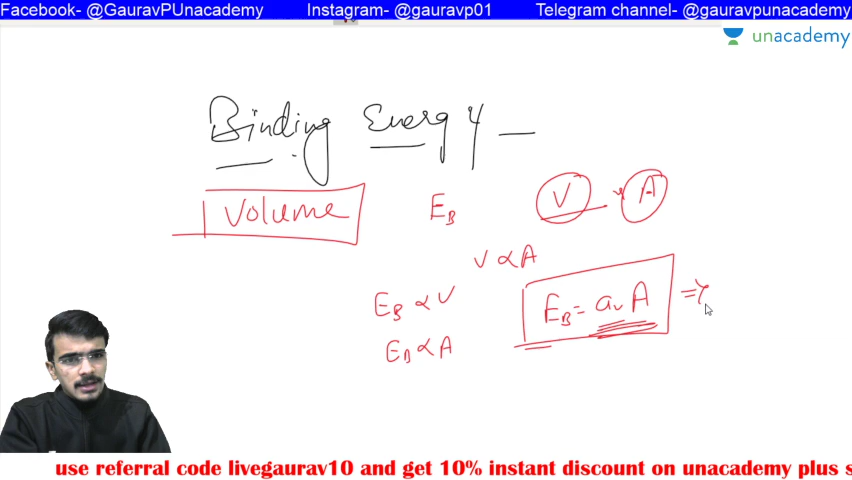 Facebook- @GauravPUnacademy Instagram- @gauravp01 Telegram channel- @gauravpunacademy
unacademy
Binding Energy
Volume E_B V A
V ∝ A
E_B ∝ V E_B = a_v A =
E_B ∝ A
use referral code livegaurav10 and get 10% instant discount on unacademy plus s